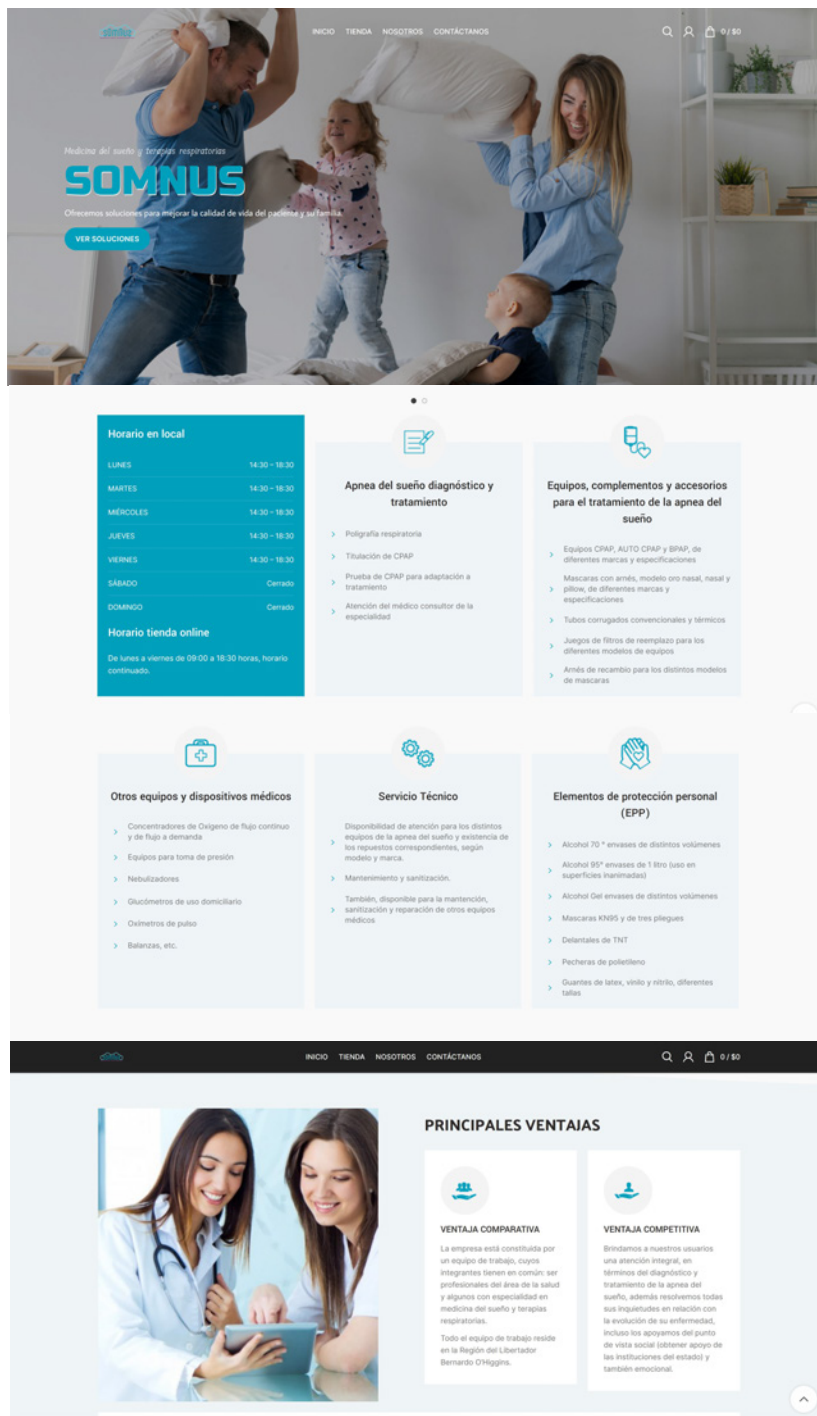 somnus
INICIO TIENDA NOSOTROS CONTÁCTANOS
0 / $0
Medicina del sueño y terapias respiratorias
SOMNUS
Ofrecemos soluciones para mejorar la calidad de vida del paciente y su familia.
VER SOLUCIONES
Horario en local
LUNES 14:30 – 18:30
MARTES 14:30 – 18:30
MIÉRCOLES 14:30 – 18:30
JUEVES 14:30 – 18:30
VIERNES 14:30 – 18:30
SÁBADO Cerrado
DOMINGO Cerrado
Horario tienda online
De lunes a viernes de 09:00 a 18:30 horas, horario
continuado.
Apnea del sueño diagnóstico y
tratamiento
Poligrafía respiratoria
Titulación de CPAP
Prueba de CPAP para adaptación a
tratamiento
Atención del médico consultor de la
especialidad
Equipos, complementos y accesorios
para el tratamiento de la apnea del
sueño
Equipos CPAP, AUTO CPAP y BPAP, de
diferentes marcas y especificaciones
Mascaras con arnés, modelo oro nasal, nasal y
pillow, de diferentes marcas y
especificaciones
Tubos corrugados convencionales y térmicos
Juegos de filtros de reemplazo para los
diferentes modelos de equipos
Arnés de recambio para los distintos modelos
de mascaras
Otros equipos y dispositivos médicos
Concentradores de Oxigeno de flujo continuo
y de flujo a demanda
Equipos para toma de presión
Nebulizadores
Glucómetros de uso domiciliario
Oxímetros de pulso
Balanzas, etc.
Servicio Técnico
Disponibilidad de atención para los distintos
equipos de la apnea del sueño y existencia de
los repuestos correspondientes, según
modelo y marca.
Mantenimiento y sanitización.
También, disponible para la mantención,
sanitización y reparación de otros equipos
médicos
Elementos de protección personal
(EPP)
Alcohol 70 ° envases de distintos volúmenes
Alcohol 95° envases de 1 litro (uso en
superficies inanimadas)
Alcohol Gel envases de distintos volúmenes
Mascaras KN95 y de tres pliegues
Delantales de TNT
Pecheras de polietileno
Guantes de latex, vinilo y nitrilo, diferentes
tallas
INICIO TIENDA NOSOTROS CONTÁCTANOS
0 / $0
PRINCIPALES VENTAJAS
VENTAJA COMPARATIVA
La empresa está constituida por
un equipo de trabajo, cuyos
integrantes tienen en común: ser
profesionales del área de la salud
y algunos con especialidad en
medicina del sueño y terapias
respiratorias.
Todo el equipo de trabajo reside
en la Región del Libertador
Bernardo O'Higgins.
VENTAJA COMPETITIVA
Brindamos a nuestros usuarios
una atención integral, en
términos del diagnóstico y
tratamiento de la apnea del
sueño, además resolvemos todas
sus inquietudes en relación con
la evolución de su enfermedad,
incluso los apoyamos del punto
de vista social (obtener apoyo de
las instituciones del estado) y
también emocional.